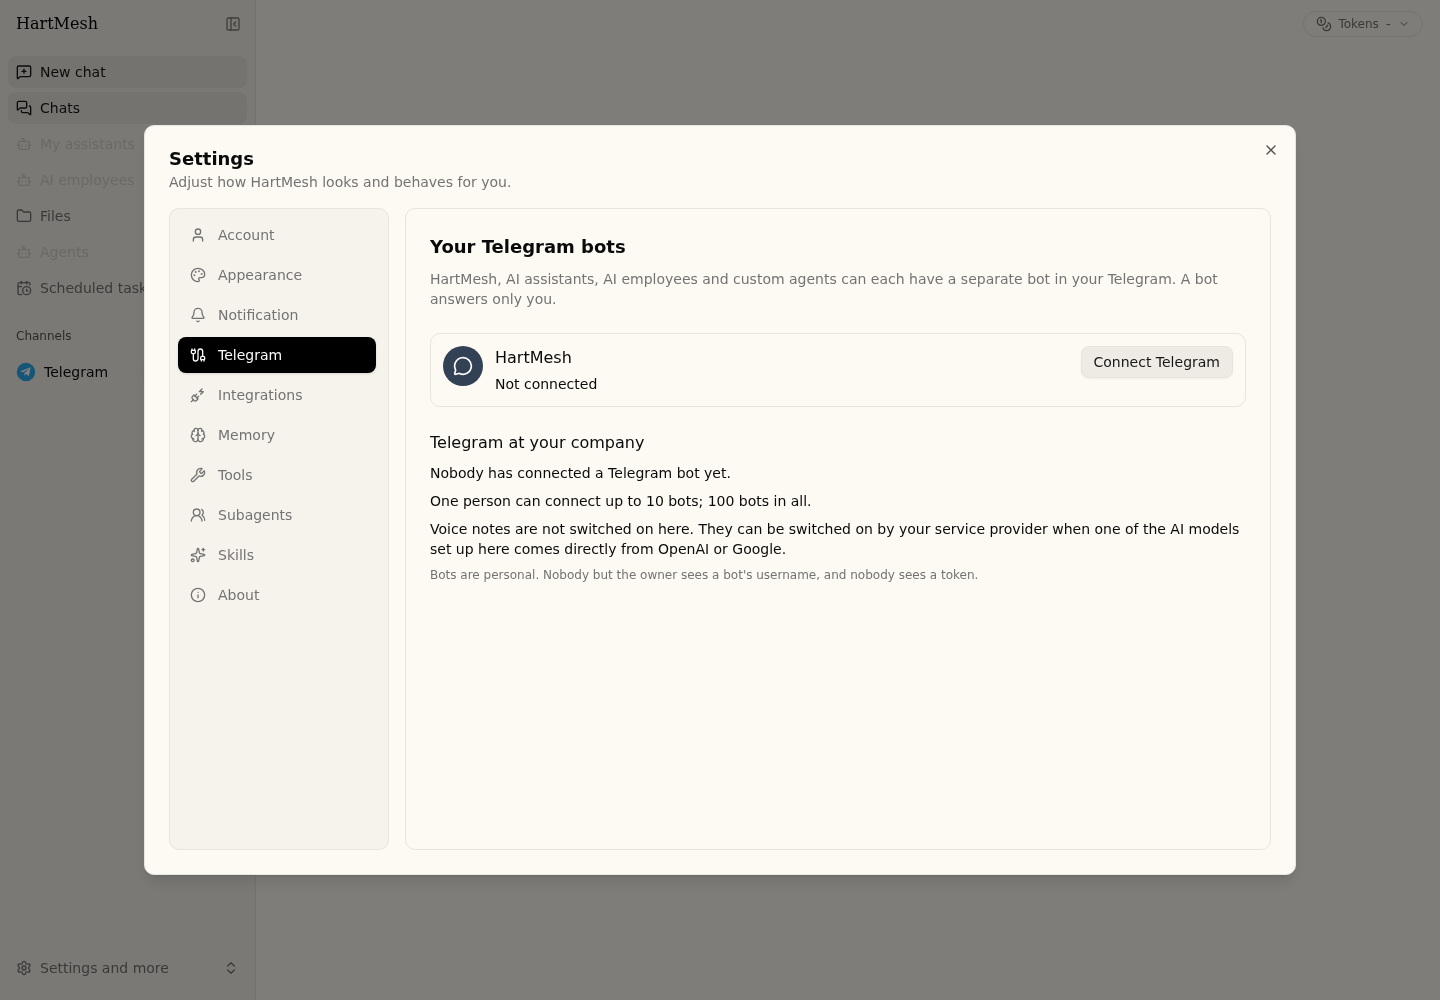 HartMesh
Tokens -
New chat
Chats
My assistants
AI employees
Files
Agents
Scheduled task
Channels
Telegram
Settings and more
Settings
Adjust how HartMesh looks and behaves for you.
Account
Appearance
Notification
Telegram
Integrations
Memory
Tools
Subagents
Skills
About
Your Telegram bots
HartMesh, AI assistants, AI employees and custom agents can each have a separate bot in your Telegram. A bot
answers only you.
HartMesh
Not connected
Connect Telegram
Telegram at your company
Nobody has connected a Telegram bot yet.
One person can connect up to 10 bots; 100 bots in all.
Voice notes are not switched on here. They can be switched on by your service provider when one of the AI models
set up here comes directly from OpenAI or Google.
Bots are personal. Nobody but the owner sees a bot's username, and nobody sees a token.